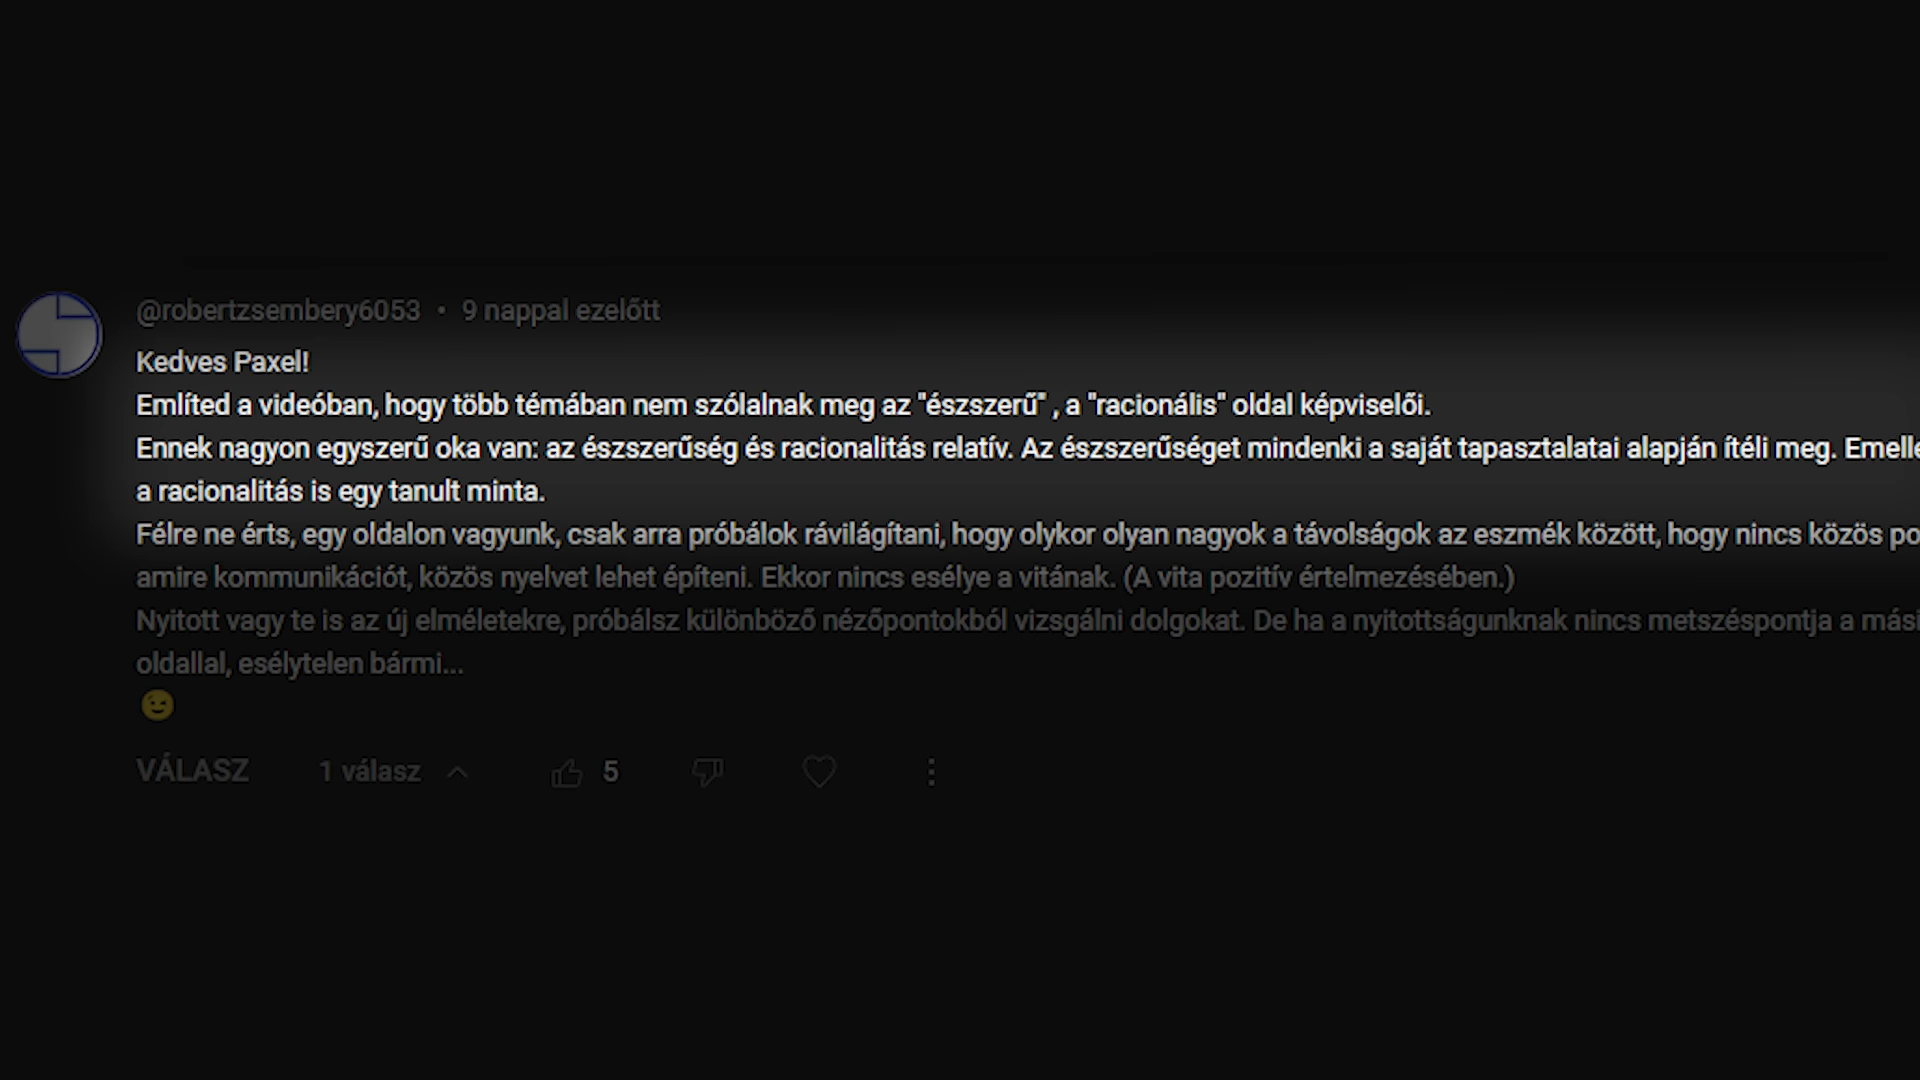 @robertzsembery6053 • 9 nappal ezelőtt
Kedves Paxel!
Említed a videóban, hogy több témában nem szólalnak meg az "észszerű" , a "racionális" oldal képviselői.
Ennek nagyon egyszerű oka van: az észszerűség és racionalitás relatív. Az észszerűséget mindenki a saját tapasztalatai alapján ítéli meg.
a racionalitás is egy tanult minta.
Félre ne érts, egy oldalon vagyunk, csak arra próbálok rávilágítani, hogy olykor olyan nagyok a távolságok az eszmék között, hogy nincs közös
amire kommunikációt, közös nyelvet lehet építeni. Ekkor nincs esélye a vitának. (A vita pozitív értelmezésében.)
Nyitott vagy te is az új elméletekre, próbálsz különböző nézőpontokból vizsgálni dolgokat. De ha a nyitottságunknak nincs metszéspontja a
oldallal, esélytelen bármi...
VÁLASZ 1 válasz 5